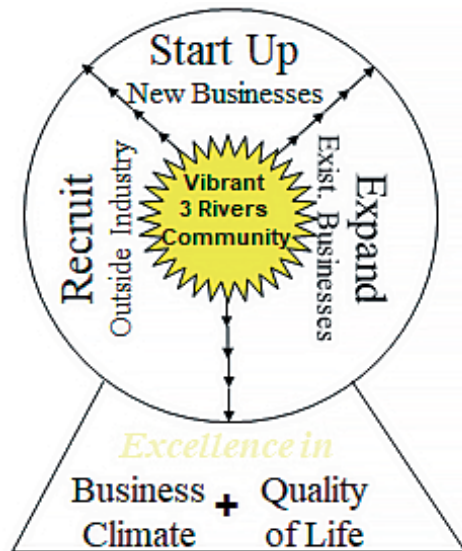 Start Up
New Businesses
Recruit
Outside Industry
Vibrant
3 Rivers
Community
Expand
Exist. Businesses
Excellence in
Business + Quality
Climate of Life